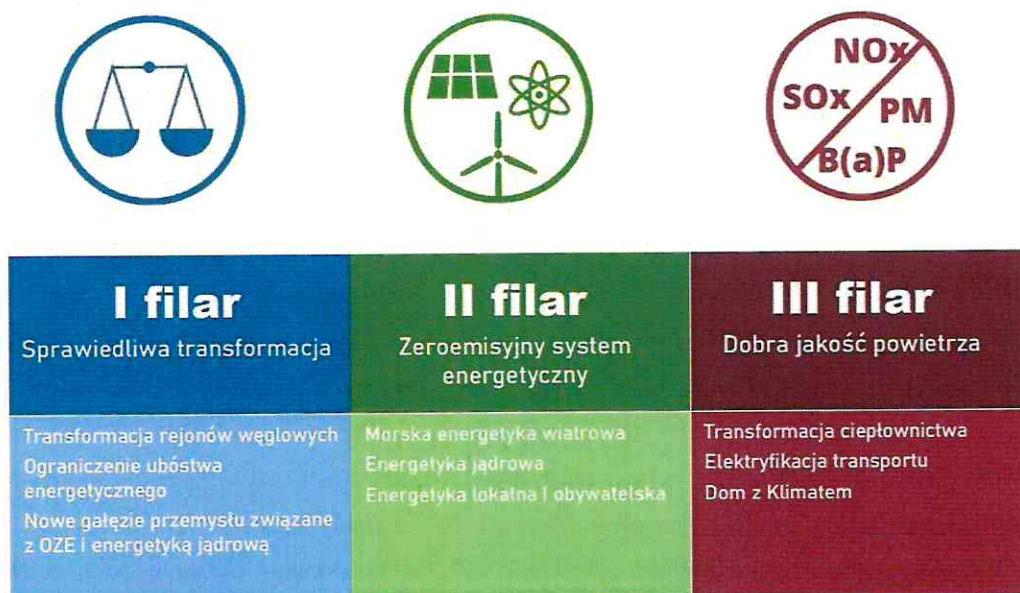 NOx
SOx
PM
B(a)P
I filar
Sprawiedliwa transformacja
Transformacja rejonów węglowych
Ograniczenie ubóstwa
energetycznego
Nowe gałęzie przemysłu związane
z OZE i energetyką jądrową
II filar
Zeroemisyjny system
energetyczny
Morska energetyka wiatrowa
Energetyka jądrowa
Energetyka lokalna I obywatelska
III filar
Dobra jakość powietrza
Transformacja ciepłownictwa
Elektryfikacja transportu
Dom z Klimatem